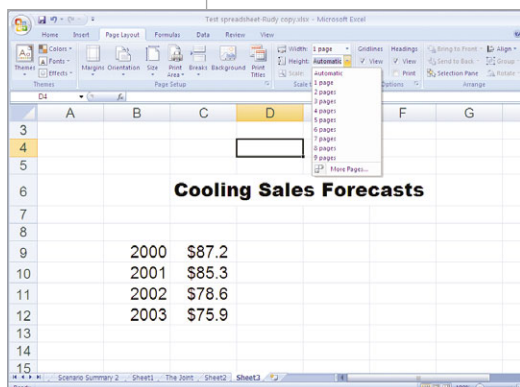 Test spreadsheet-Rudy copy.xlsx - Microsoft Excel
Home Insert Page Layout Formulas Data Review View
Themes Colors Fonts Effects Margins Orientation Size Print Area Breaks Background Print Titles Width: 1 page Height: Automatic Scale: Gridlines View Print Headings View Print Bring to Front Send to Back Selection Pane Align Group Rotate
Themes Page Setup Scale Options Arrange
D4 fx
Automatic
1 page
2 pages
3 pages
4 pages
5 pages
6 pages
7 pages
8 pages
9 pages
More Pages...
A B C D F G
3
4
5
6 Cooling Sales Forecasts
7
8
9 2000 $87.2
10 2001 $85.3
11 2002 $78.6
12 2003 $75.9
13
14
15
Scenario Summary 2 Sheet1 The Joint Sheet2 Sheet3